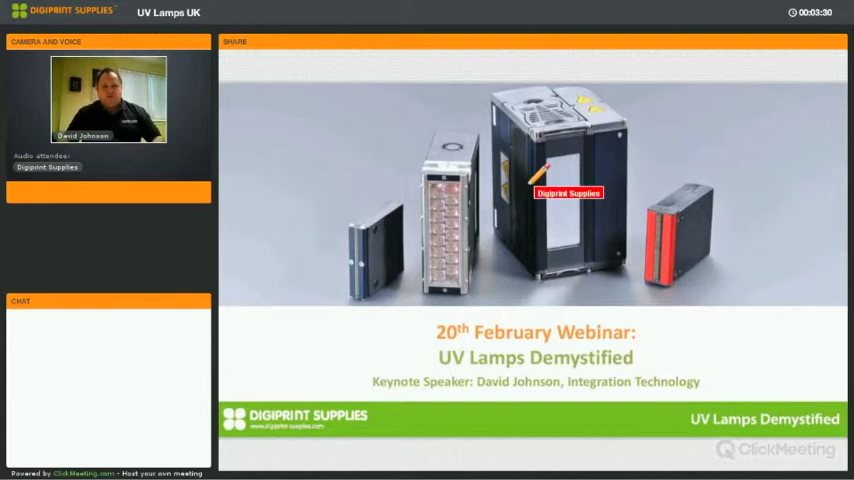 DIGIPRINT SUPPLIES™
UV Lamps UK
00:03:30
CAMERA AND VOICE
David Johnson
Audio attendee:
Digiprint Supplies
CHAT
Powered by ClickMeeting.com - Host your own meeting
SHARE
Digiprint Supplies
20th February Webinar:
UV Lamps Demystified
Keynote Speaker: David Johnson, Integration Technology
DIGIPRINT SUPPLIES
www.digiprint-supplies.com
UV Lamps Demystified
ClickMeeting